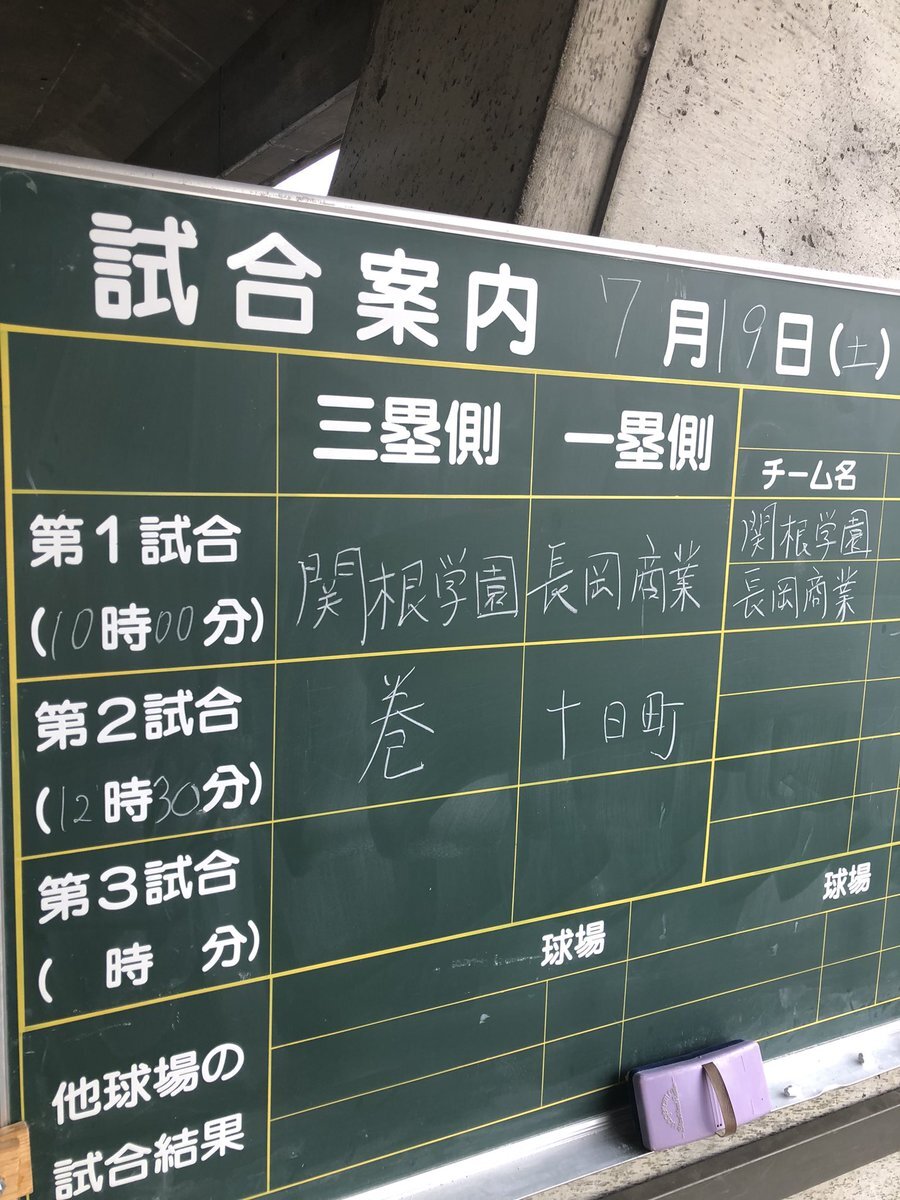 試合案内 7月19日(土)
三塁側 一塁側
チーム名
第1試合
(10時00分)
関根学園 長岡商業
関根学園
長岡商業
第2試合
(12時30分)
巻 十日町
第3試合
( 時 分)
球場 球場
他球場の
試合結果